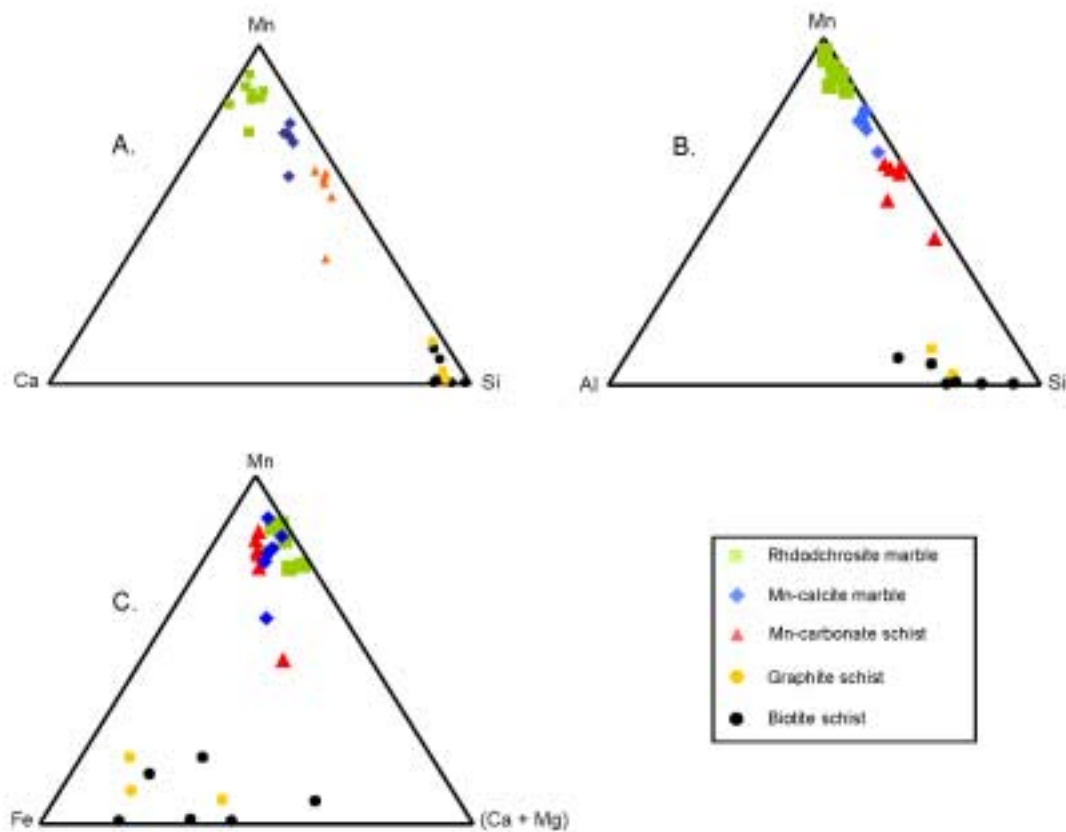 Mn
A.
Ca
Si
Mn
B.
Al
Si
Mn
C.
Fe
(Ca + Mg)
Rhdodchrosite marble
Mn-calcite marble
Mn-carbonate schist
Graphite schist
Biotite schist